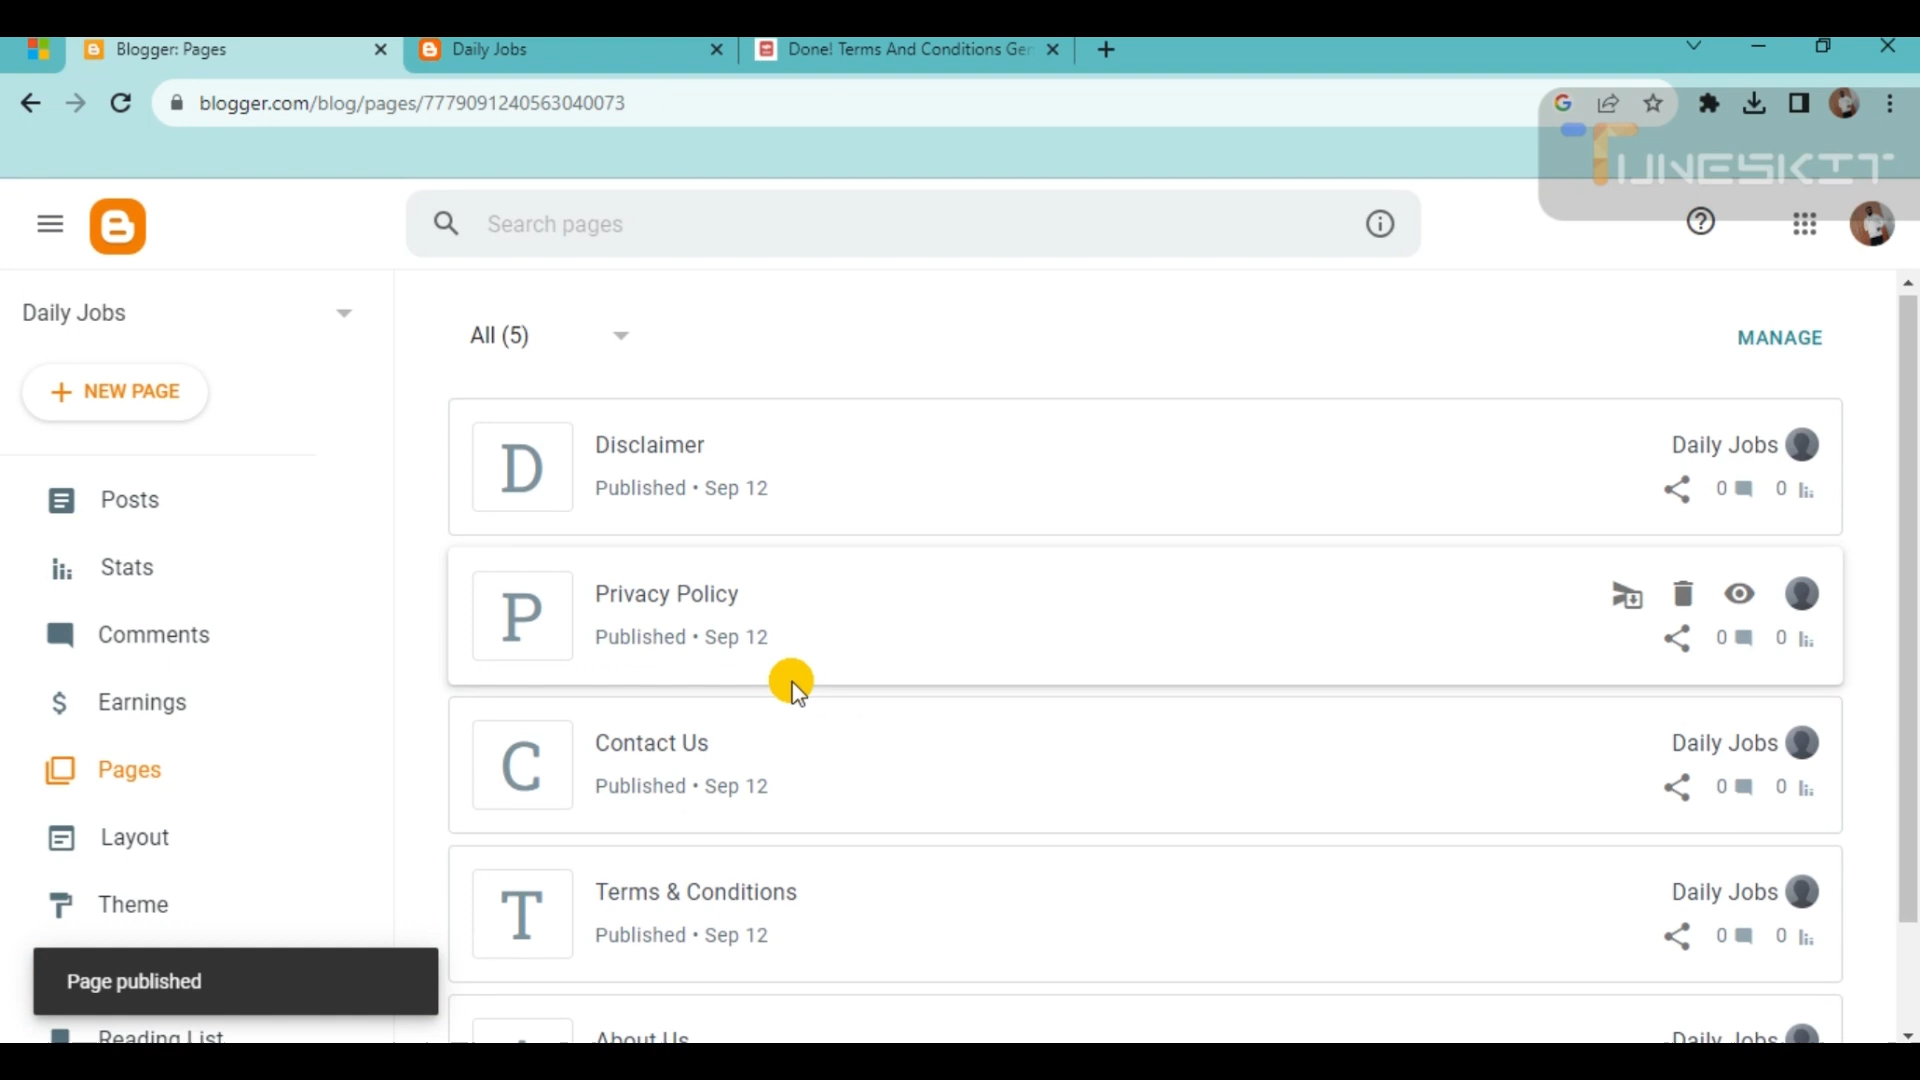 Blogger: Pages
Daily Jobs
Done! Terms And Conditions Ger
blogger.com/blog/pages/7779091240563040073
TUNESKIT
Search pages
Daily Jobs
NEW PAGE
Posts
Stats
Comments
Earnings
Pages
Layout
Theme
Page published
Reading List
All (5)
MANAGE
D
Disclaimer
Published • Sep 12
Daily Jobs
0 0
P
Privacy Policy
Published • Sep 12
0 0
C
Contact Us
Published • Sep 12
Daily Jobs
0 0
T
Terms & Conditions
Published • Sep 12
Daily Jobs
0 0
About Us
Daily Jobs